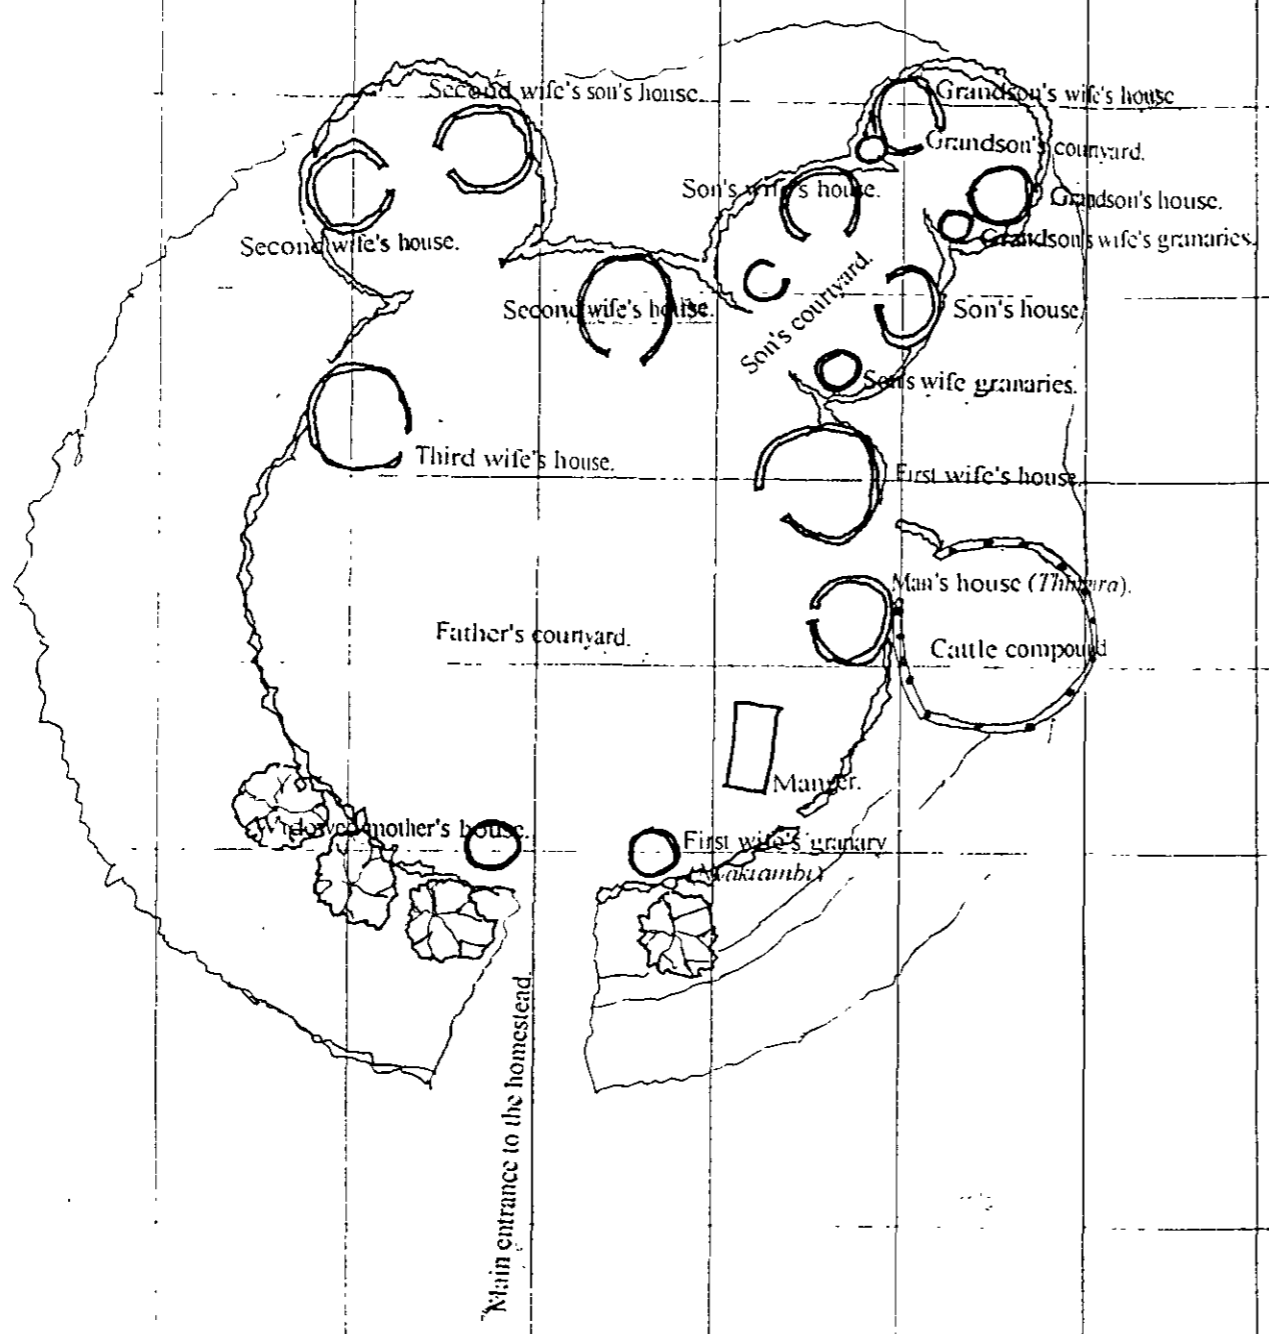 Second wife's son's house.
Grandson's wife's house
Grandson's courtyard.
Son's wife's house.
Grandson's house.
Second wife's house.
Grandson's wife's granaries.
Second wife's house.
Son's courtyard.
Son's house.
Son's wife granaries.
Third wife's house.
First wife's house.
Man's house (Thingira).
Father's courtyard.
Cattle compound
Manger.
Widowed mother's house.
First wife's granary
Main entrance to the homestead.